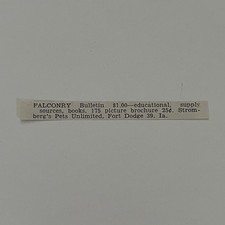 FALCONRY Bulletin $1.00—educational, supply
sources, books, 175 picture brochure 25¢. Strom-
berg's Pets Unlimited, Fort Dodge 29, Ia.